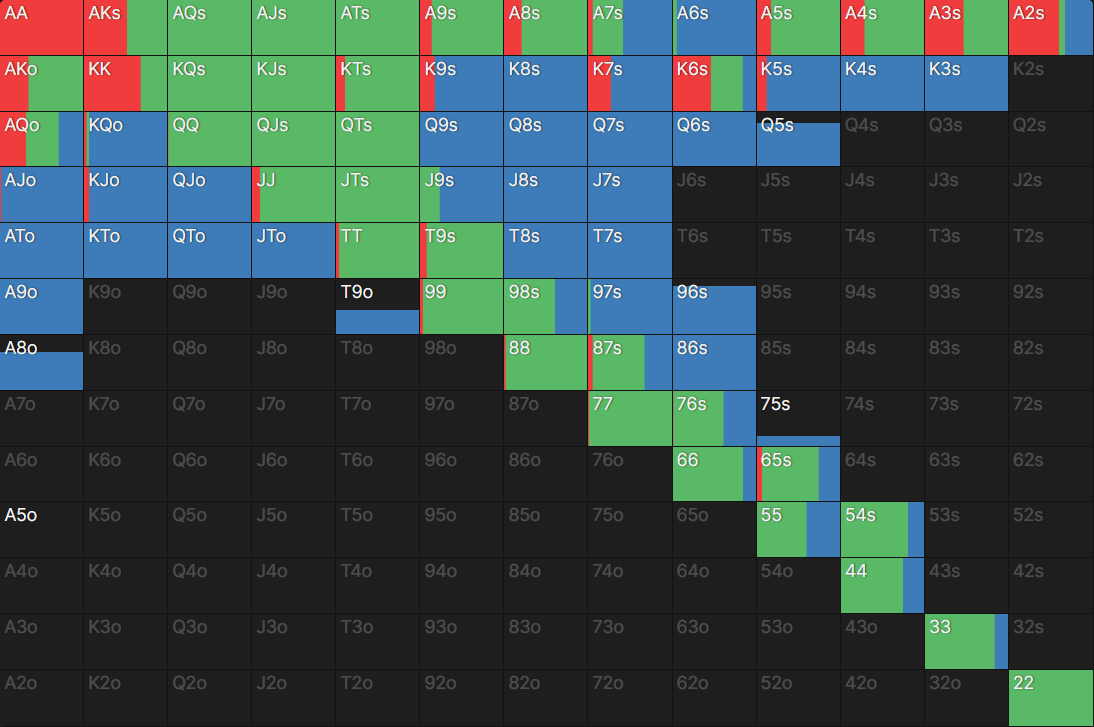 AA AKs AQs AJs ATs A9s A8s A7s A6s A5s A4s A3s A2s
AKo KK KQs KJs KTs K9s K8s K7s K6s K5s K4s K3s K2s
AQo KQo QQ QJs QTs Q9s Q8s Q7s Q6s Q5s Q4s Q3s Q2s
AJo KJo QJo JJ JTs J9s J8s J7s J6s J5s J4s J3s J2s
ATo KTo QTo JTo TT T9s T8s T7s T6s T5s T4s T3s T2s
A9o K9o Q9o J9o T9o 99 98s 97s 96s 95s 94s 93s 92s
A8o K8o Q8o J8o T8o 98o 88 87s 86s 85s 84s 83s 82s
A7o K7o Q7o J7o T7o 97o 87o 77 76s 75s 74s 73s 72s
A6o K6o Q6o J6o T6o 96o 86o 76o 66 65s 64s 63s 62s
A5o K5o Q5o J5o T5o 95o 85o 75o 65o 55 54s 53s 52s
A4o K4o Q4o J4o T4o 94o 84o 74o 64o 54o 44 43s 42s
A3o K3o Q3o J3o T3o 93o 83o 73o 63o 53o 43o 33 32s
A2o K2o Q2o J2o T2o 92o 82o 72o 62o 52o 42o 32o 22